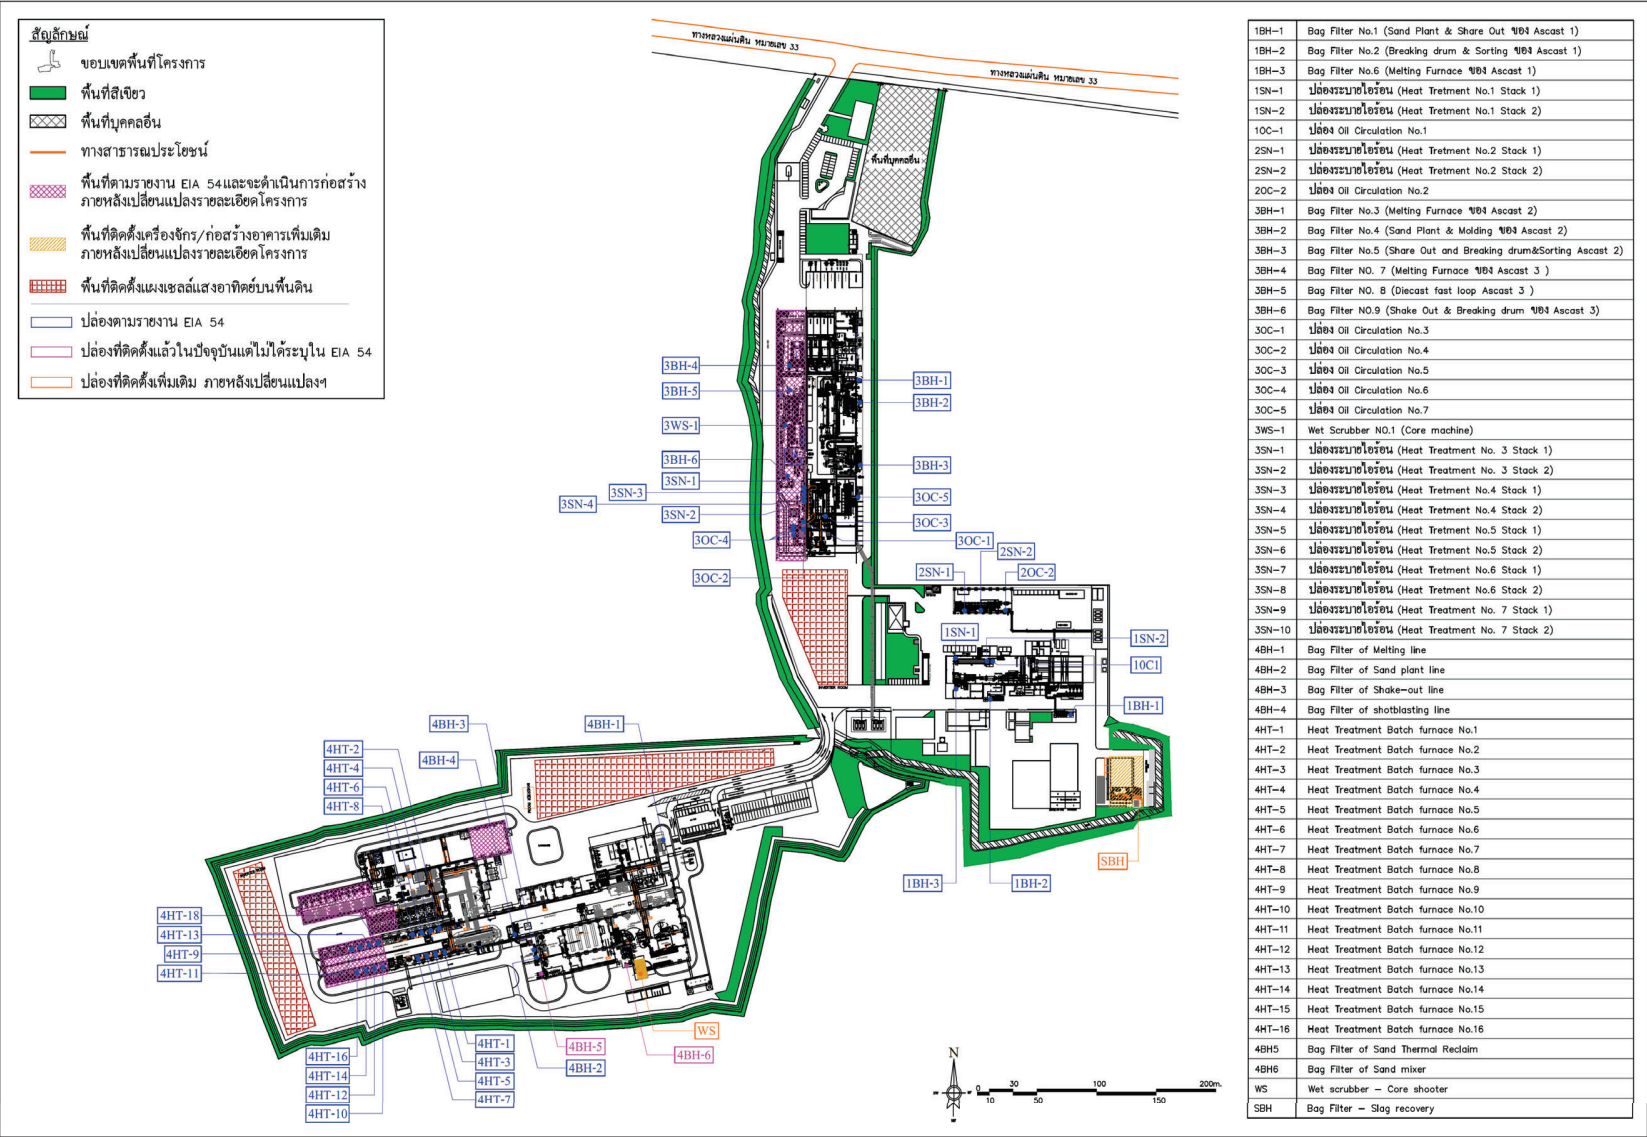 สัญลักษณ์
ขอบเขตพื้นที่โครงการ
พื้นที่สีเขียว
พื้นที่บุคคลอื่น
ทางสาธารณประโยชน์
พื้นที่ตามรายงาน EIA 54และจะดำเนินการก่อสร้าง
ภายหลังเปลี่ยนแปลงรายละเอียดโครงการ
พื้นที่ติดตั้งเครื่องจักร/ก่อสร้างอาคารเพิ่มเติม
ภายหลังเปลี่ยนแปลงรายละเอียดโครงการ
พื้นที่ติดตั้งแผงเซลล์แสงอาทิตย์บนพื้นดิน
ปล่องตามรายงาน EIA 54
ปล่องที่ติดตั้งแล้วในปัจจุบันแต่ไม่ได้ระบุใน EIA 54
ปล่องที่ติดตั้งเพิ่มเติม ภายหลังเปลี่ยนแปลงฯ
ทางหลวงแผ่นดิน หมายเลข 33
ทางหลวงแผ่นดิน หมายเลข 33
พื้นที่บุคคลอื่น
3BH-4
3BH-5
3WS-1
3BH-6
3SN-1
3SN-3
3SN-4
3SN-2
3OC-4
3OC-2
3BH-1
3BH-2
3BH-3
3OC-5
3OC-3
3OC-1
2SN-2
2SN-1
2OC-2
1SN-1
1SN-2
10C1
1BH-1
INVERTER ROOM
4BH-3
4BH-1
4BH-4
4HT-2
4HT-4
4HT-6
4HT-8
SBH
1BH-3
1BH-2
4HT-18
4HT-13
4HT-9
4HT-11
WS
4HT-1
4BH-5
4BH-6
4HT-16
4HT-3
4BH-2
4HT-14
4HT-5
4HT-12
4HT-7
4HT-10
N
0 30 100 200m.
10 50 150
1BH-1 Bag Filter No.1 (Sand Plant & Share Out ของ Ascast 1)
1BH-2 Bag Filter No.2 (Breaking drum & Sorting ของ Ascast 1)
1BH-3 Bag Filter No.6 (Melting Furnace ของ Ascast 1)
1SN-1 ปล่องระบายไอร้อน (Heat Tretment No.1 Stack 1)
1SN-2 ปล่องระบายไอร้อน (Heat Tretment No.1 Stack 2)
1OC-1 ปล่อง Oil Circulation No.1
2SN-1 ปล่องระบายไอร้อน (Heat Tretment No.2 Stack 1)
2SN-2 ปล่องระบายไอร้อน (Heat Tretment No.2 Stack 2)
2OC-2 ปล่อง Oil Circulation No.2
3BH-1 Bag Filter No.3 (Melting Furnace ของ Ascast 2)
3BH-2 Bag Filter No.4 (Sand Plant & Molding ของ Ascast 2)
3BH-3 Bag Filter No.5 (Share Out and Breaking drum&Sorting Ascast 2)
3BH-4 Bag Filter NO. 7 (Melting Furnace ของ Ascast 3 )
3BH-5 Bag Filter NO. 8 (Diecast fast loop Ascast 3 )
3BH-6 Bag Filter NO.9 (Shake Out & Breaking drum ของ Ascast 3)
3OC-1 ปล่อง Oil Circulation No.3
3OC-2 ปล่อง Oil Circulation No.4
3OC-3 ปล่อง Oil Circulation No.5
3OC-4 ปล่อง Oil Circulation No.6
3OC-5 ปล่อง Oil Circulation No.7
3WS-1 Wet Scrubber NO.1 (Core machine)
3SN-1 ปล่องระบายไอร้อน (Heat Treatment No. 3 Stack 1)
3SN-2 ปล่องระบายไอร้อน (Heat Treatment No. 3 Stack 2)
3SN-3 ปล่องระบายไอร้อน (Heat Tretment No.4 Stack 1)
3SN-4 ปล่องระบายไอร้อน (Heat Tretment No.4 Stack 2)
3SN-5 ปล่องระบายไอร้อน (Heat Tretment No.5 Stack 1)
3SN-6 ปล่องระบายไอร้อน (Heat Tretment No.5 Stack 2)
3SN-7 ปล่องระบายไอร้อน (Heat Tretment No.6 Stack 1)
3SN-8 ปล่องระบายไอร้อน (Heat Tretment No.6 Stack 2)
3SN-9 ปล่องระบายไอร้อน (Heat Treatment No. 7 Stack 1)
3SN-10 ปล่องระบายไอร้อน (Heat Treatment No. 7 Stack 2)
4BH-1 Bag Filter of Melting line
4BH-2 Bag Filter of Sand plant line
4BH-3 Bag Filter of Shake-out line
4BH-4 Bag Filter of shotblasting line
4HT-1 Heat Treatment Batch furnace No.1
4HT-2 Heat Treatment Batch furnace No.2
4HT-3 Heat Treatment Batch furnace No.3
4HT-4 Heat Treatment Batch furnace No.4
4HT-5 Heat Treatment Batch furnace No.5
4HT-6 Heat Treatment Batch furnace No.6
4HT-7 Heat Treatment Batch furnace No.7
4HT-8 Heat Treatment Batch furnace No.8
4HT-9 Heat Treatment Batch furnace No.9
4HT-10 Heat Treatment Batch furnace No.10
4HT-11 Heat Treatment Batch furnace No.11
4HT-12 Heat Treatment Batch furnace No.12
4HT-13 Heat Treatment Batch furnace No.13
4HT-14 Heat Treatment Batch furnace No.14
4HT-15 Heat Treatment Batch furnace No.15
4HT-16 Heat Treatment Batch furnace No.16
4BH5 Bag Filter of Sand Thermal Reclaim
4BH6 Bag Filter of Sand mixer
WS Wet scrubber - Core shooter
SBH Bag Filter - Slag recovery